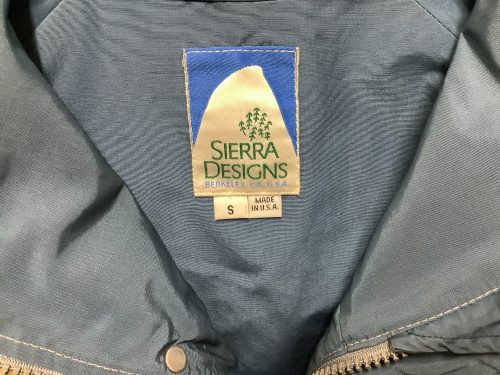 SIERRA
DESIGNS
BERKELEY, CA. U.S.A
S
MADE
IN U.S.A.